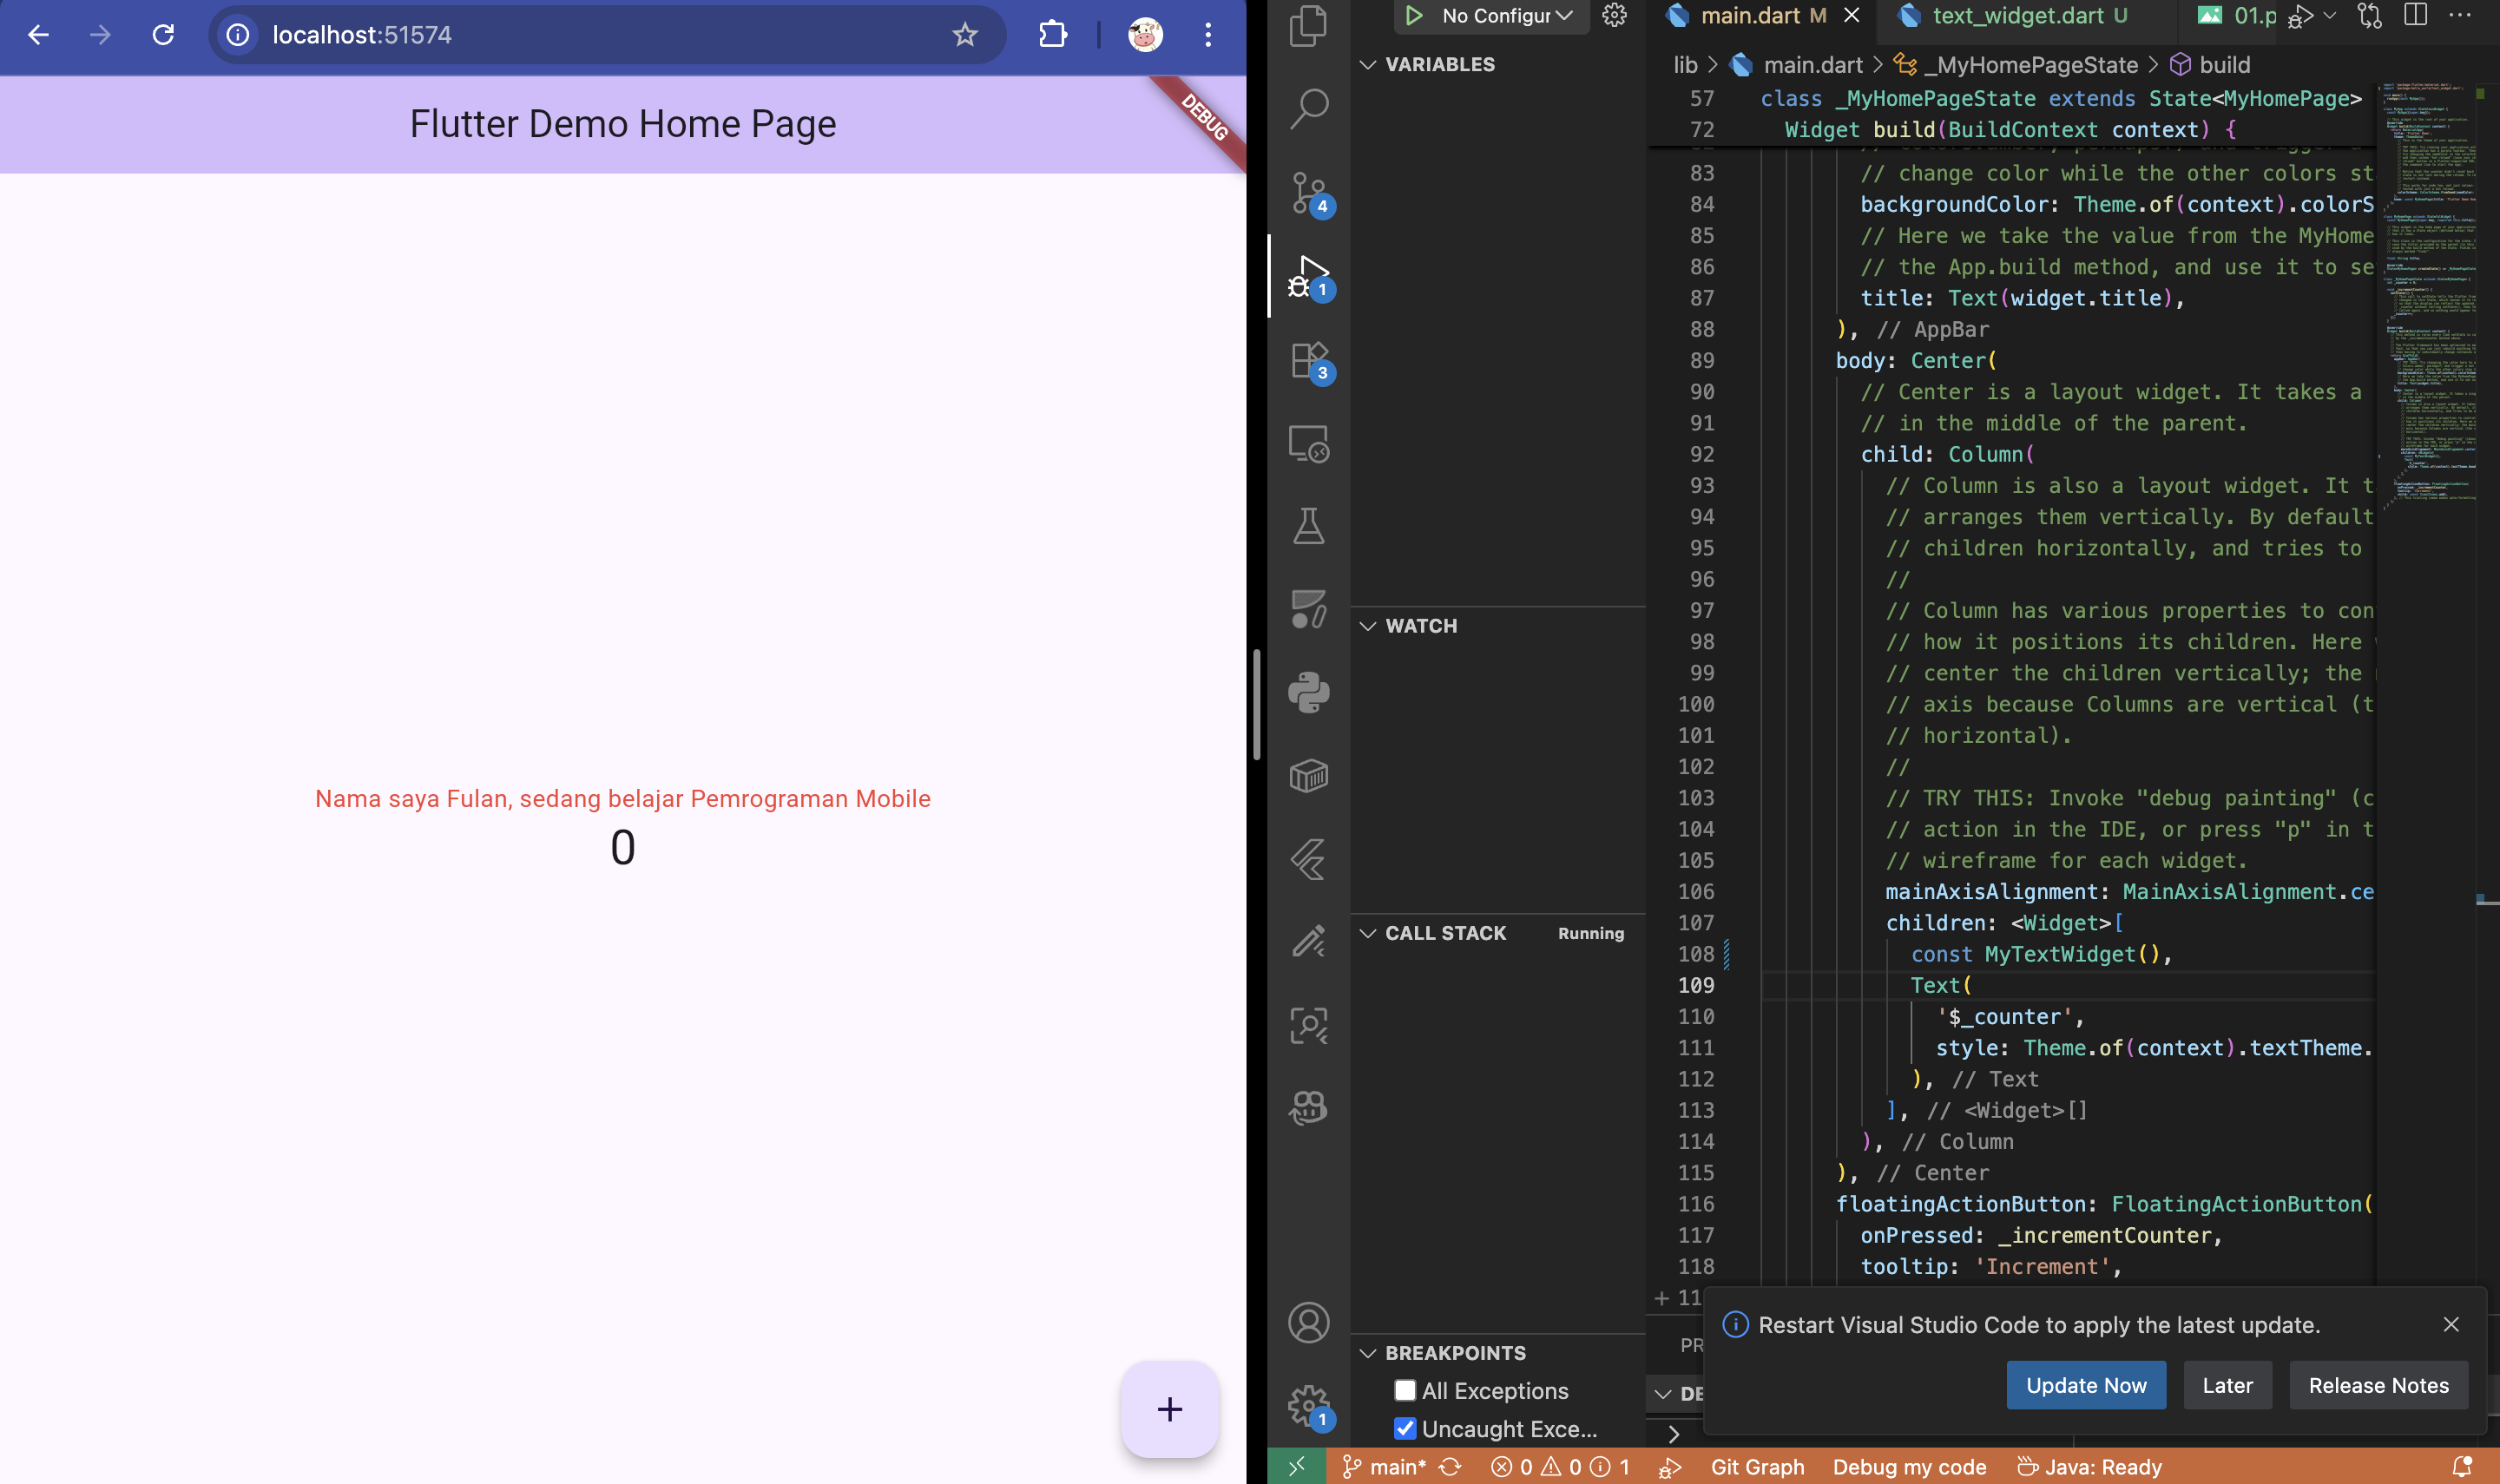 localhost:51574
Flutter Demo Home Page
DEBUG
Nama saya Fulan, sedang belajar Pemrograman Mobile
0
+
No Configur
4
1
3
1
VARIABLES
WATCH
CALL STACK Running
BREAKPOINTS
All Exceptions
Uncaught Exce...
main.dart M
text_widget.dart U
01.p
lib > main.dart > _MyHomePageState > build
57 class _MyHomePageState extends State<MyHomePage>
72 Widget build(BuildContext context) {
83 // change color while the other colors st
84 backgroundColor: Theme.of(context).colorS
85 // Here we take the value from the MyHome
86 // the App.build method, and use it to se
87 title: Text(widget.title),
88 ), // AppBar
89 body: Center(
90 // Center is a layout widget. It takes a
91 // in the middle of the parent.
92 child: Column(
93 // Column is also a layout widget. It t
94 // arranges them vertically. By default
95 // children horizontally, and tries to
96 //
97 // Column has various properties to con
98 // how it positions its children. Here
99 // center the children vertically; the
100 // axis because Columns are vertical (t
101 // horizontal).
102 //
103 // TRY THIS: Invoke "debug painting" (c
104 // action in the IDE, or press "p" in t
105 // wireframe for each widget.
106 mainAxisAlignment: MainAxisAlignment.ce
107 children: <Widget>[
108 const MyTextWidget(),
109 Text(
110 '$_counter',
111 style: Theme.of(context).textTheme.
112 ), // Text
113 ], // <Widget>[]
114 ), // Column
115 ), // Center
116 floatingActionButton: FloatingActionButton(
117 onPressed: _incrementCounter,
118 tooltip: 'Increment',
+ 11
PR
DE
Restart Visual Studio Code to apply the latest update.
Update Now
Later
Release Notes
main* 0 0 1 Git Graph Debug my code Java: Ready